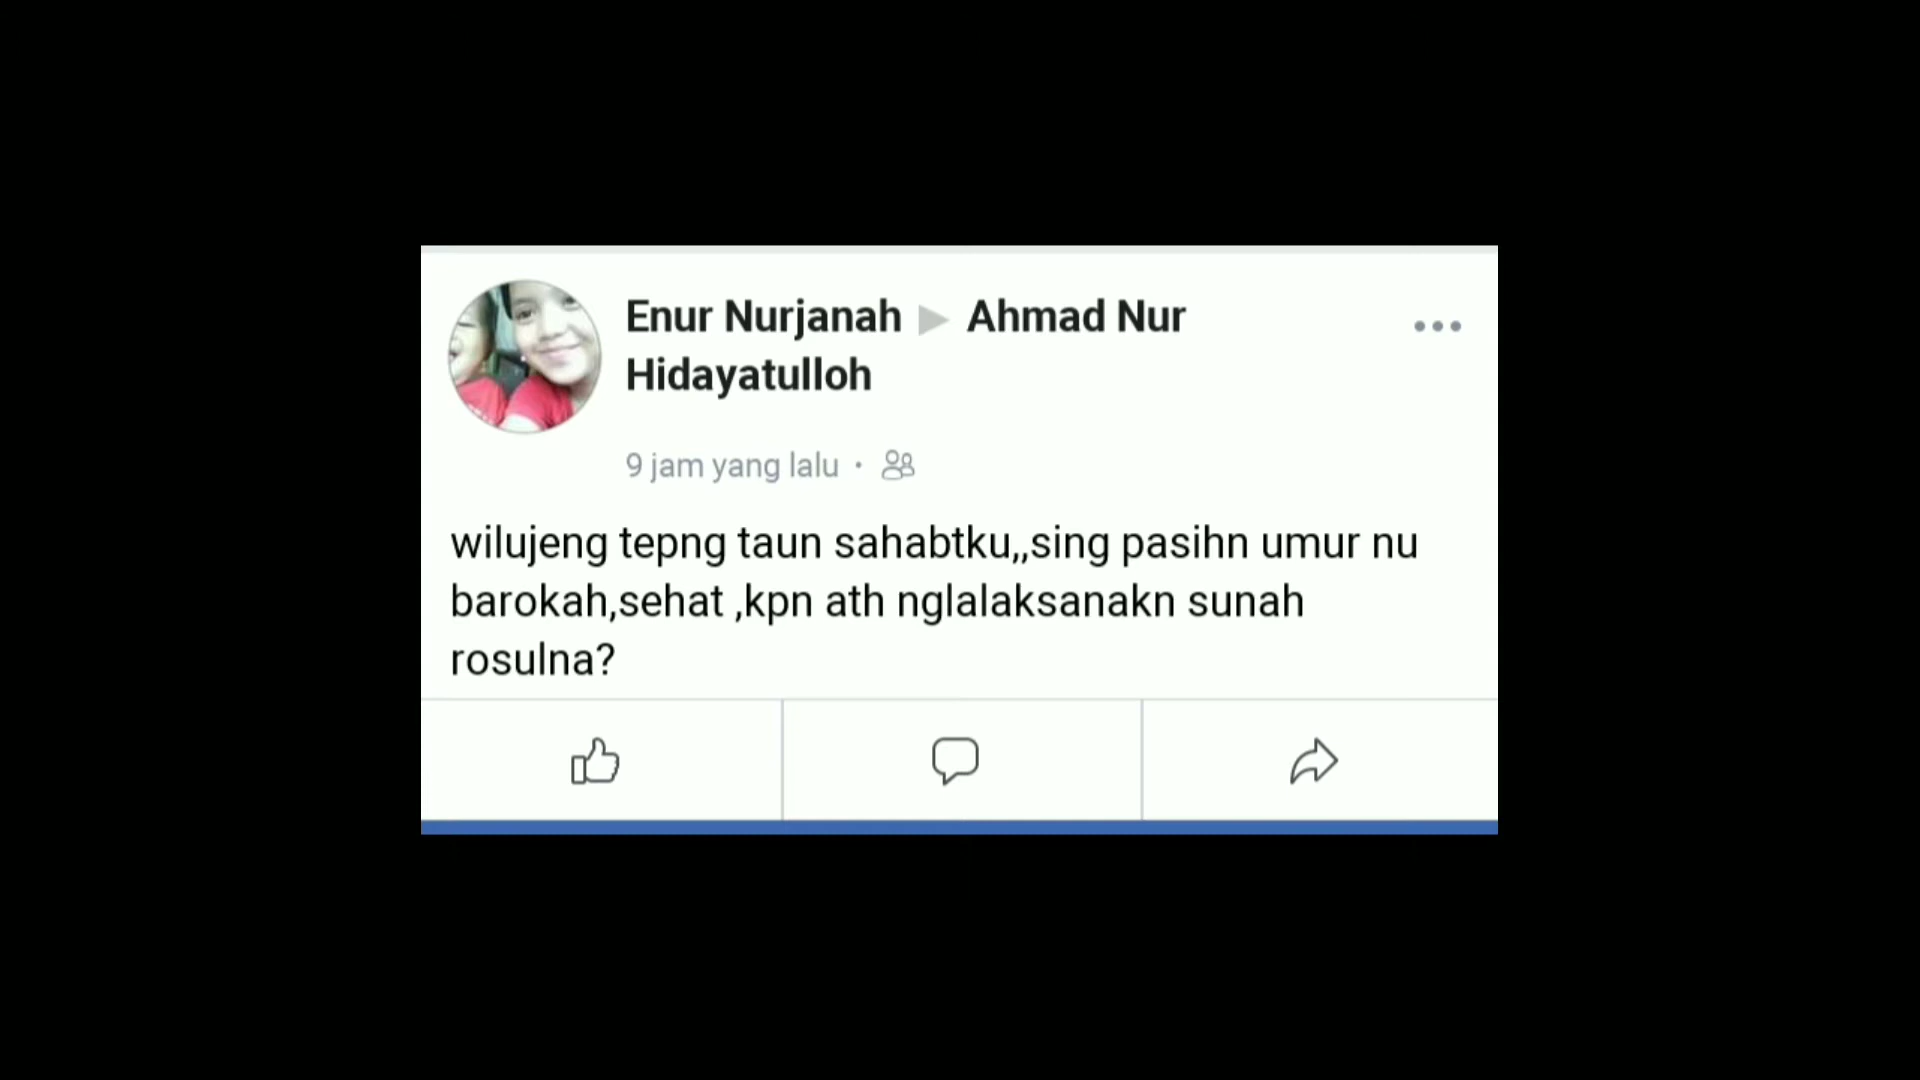 Enur Nurjanah ▶ Ahmad Nur
Hidayatulloh
9 jam yang lalu ·
wilujeng tepng taun sahabtku,,sing pasihn umur nu
barokah,sehat ,kpn ath nglalaksanakn sunah
rosulna?